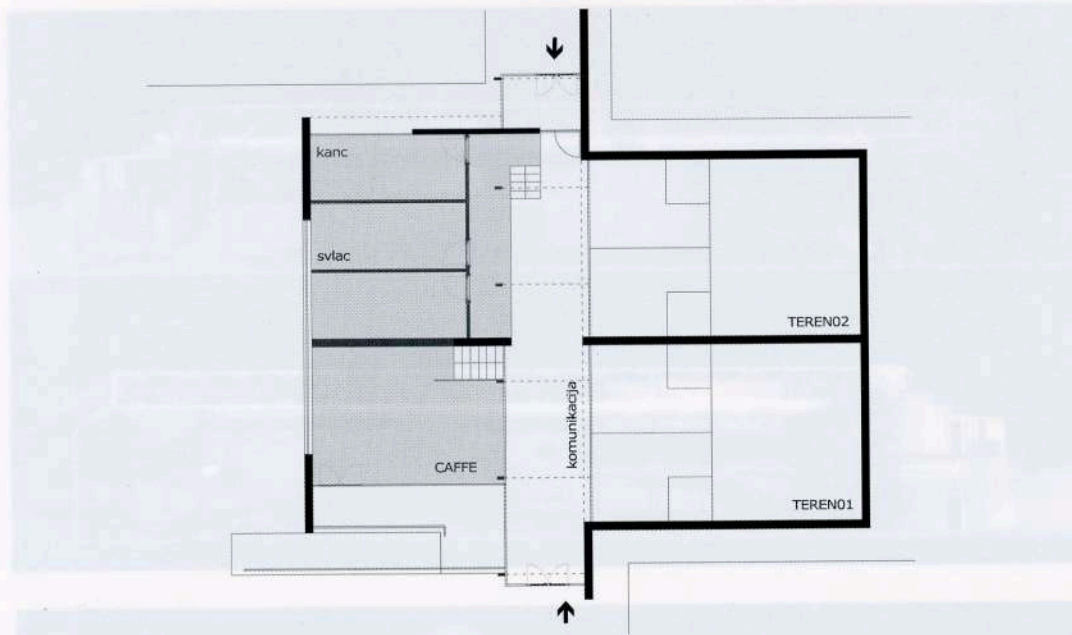 kanc
svlac
TEREN02
komunikacija
CAFFE
TEREN01